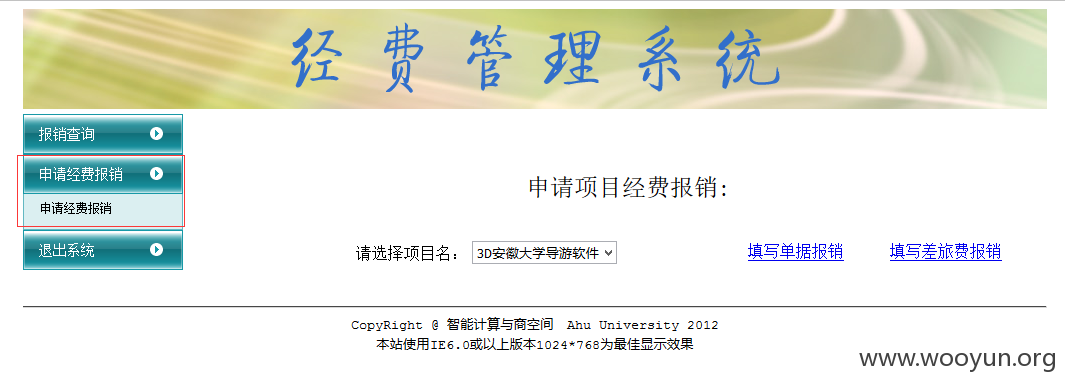 经费管理系统
报销查询
申请经费报销
申请经费报销
退出系统
申请项目经费报销:
请选择项目名: 3D安徽大学导游软件 填写单据报销 填写差旅费报销
CopyRight @ 智能计算与商空间 Ahu University 2012
本站使用IE6.0或以上版本1024*768为最佳显示效果
www.wooyun.org